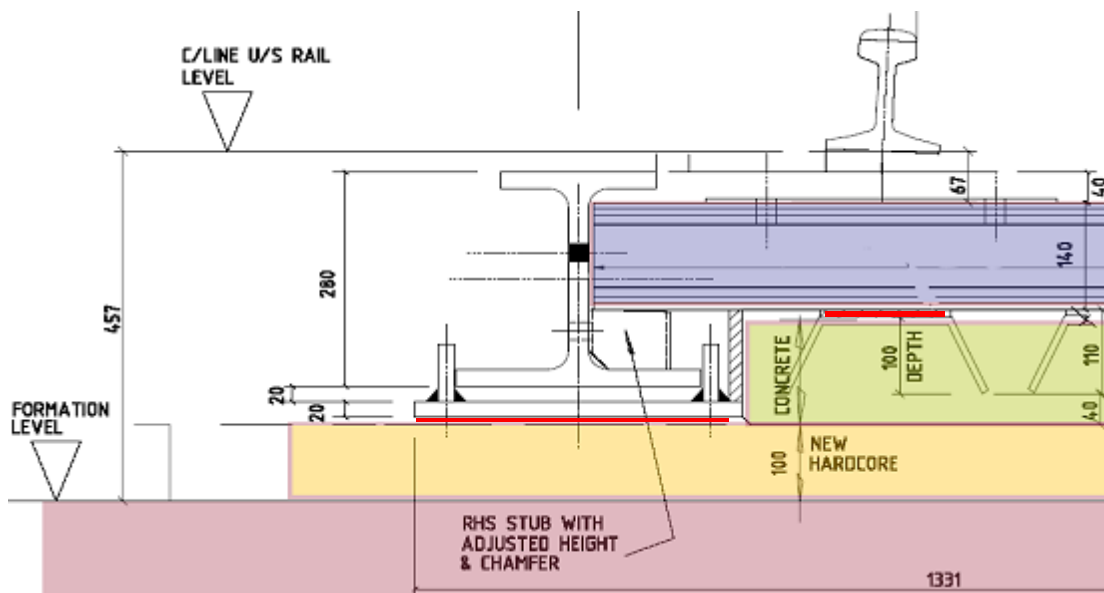 C/LINE U/S RAIL
LEVEL
67
40
140
280
457
CONCRETE
100
DEPTH
110
20
20
40
FORMATION
LEVEL
100
NEW
HARDCORE
RHS STUB WITH
ADJUSTED HEIGHT
& CHAMFER
1331